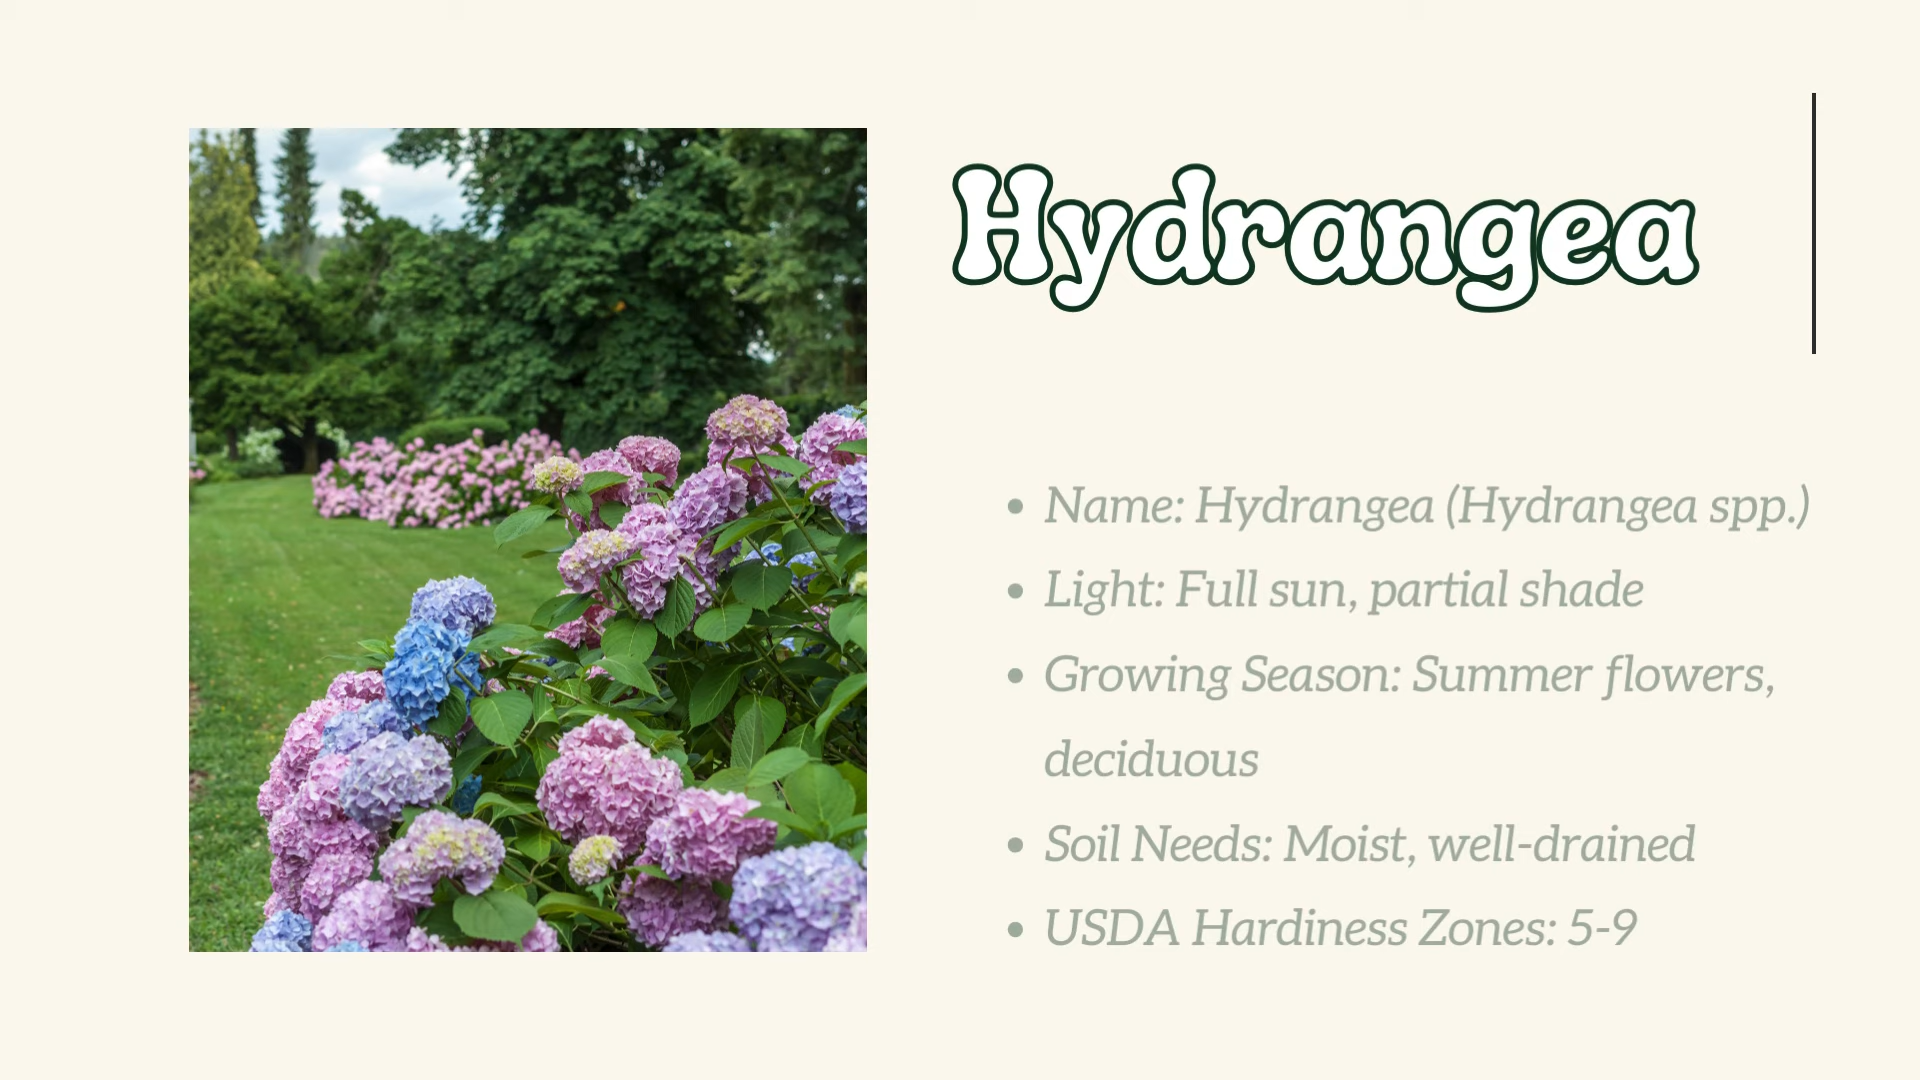 Hydrangea
• Name: Hydrangea (Hydrangea spp.)
• Light: Full sun, partial shade
• Growing Season: Summer flowers,
deciduous
• Soil Needs: Moist, well-drained
• USDA Hardiness Zones: 5-9